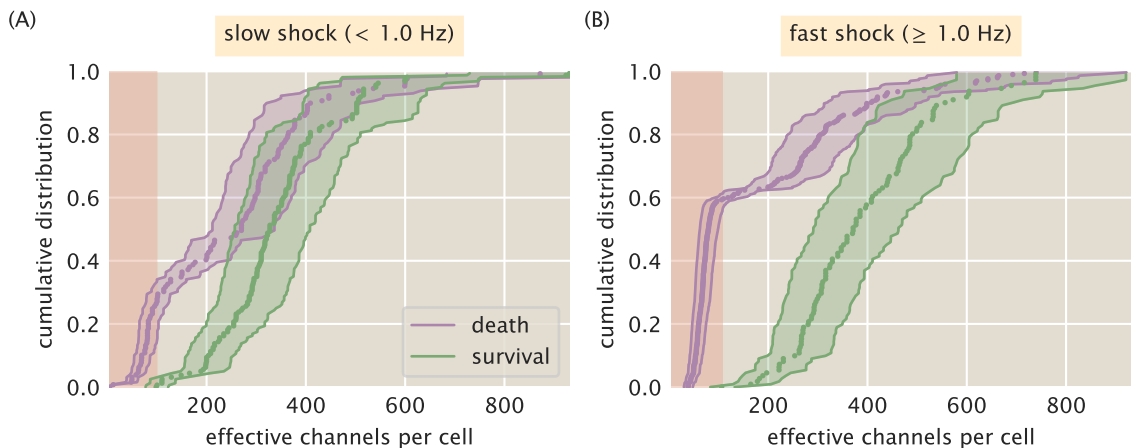 (A)
slow shock (< 1.0 Hz)
1.0
0.8
0.6
0.4
0.2
0.0
cumulative distribution
200
400
600
800
effective channels per cell
death
survival
(B)
fast shock (≥ 1.0 Hz)
1.0
0.8
0.6
0.4
0.2
0.0
cumulative distribution
200
400
600
800
effective channels per cell